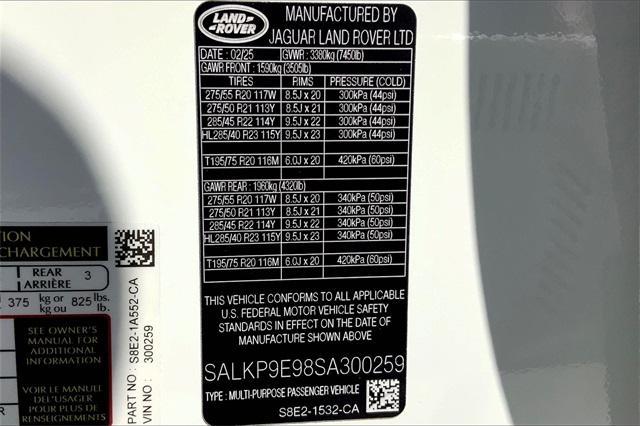 LAND-
ROVER
MANUFACTURED BY
JAGUAR LAND ROVER LTD
DATE : 02/25 GVWR : 3380kg (7450lb)
GAWR FRONT : 1590kg (3505lb)
TIRES RIMS PRESSURE (COLD)
275/55 R20 117W 8.5J x 20 300kPa (44psi)
275/50 R21 113Y 8.5J x 21 300kPa (44psi)
285/45 R22 114Y 9.5J x 22 300kPa (44psi)
HL285/40 R23 115Y 9.5J x 23 300kPa (44psi)
T195/75 R20 116M 6.0J x 20 420kPa (60psi)
GAWR REAR : 1960kg (4320lb)
275/55 R20 117W 8.5J x 20 340kPa (50psi)
275/50 R21 113Y 8.5J x 21 340kPa (50psi)
285/45 R22 114Y 9.5J x 22 340kPa (50psi)
HL285/40 R23 115Y 9.5J x 23 340kPa (50psi)
T195/75 R20 116M 6.0J x 20 420kPa (60psi)
THIS VEHICLE CONFORMS TO ALL APPLICABLE
U.S. FEDERAL MOTOR VEHICLE SAFETY
STANDARDS IN EFFECT ON THE DATE OF
MANUFACTURE SHOWN ABOVE
SALKP9E98SA300259
TYPE : MULTI-PURPOSE PASSENGER VEHICLE
S8E2-1532-CA
TION
CHARGEMENT
REAR 3
ARRIÈRE
375 kg or 825 lbs.
kg ou lb.
SEE OWNER'S
MANUAL FOR
ADDITIONAL
INFORMATION
VOIR LE MANUEL
DE L'USAGER
POUR PLUS DE
RENSEIGNEMENTS
PART NO : S8E2-1A552-CA
VIN NO : 300259